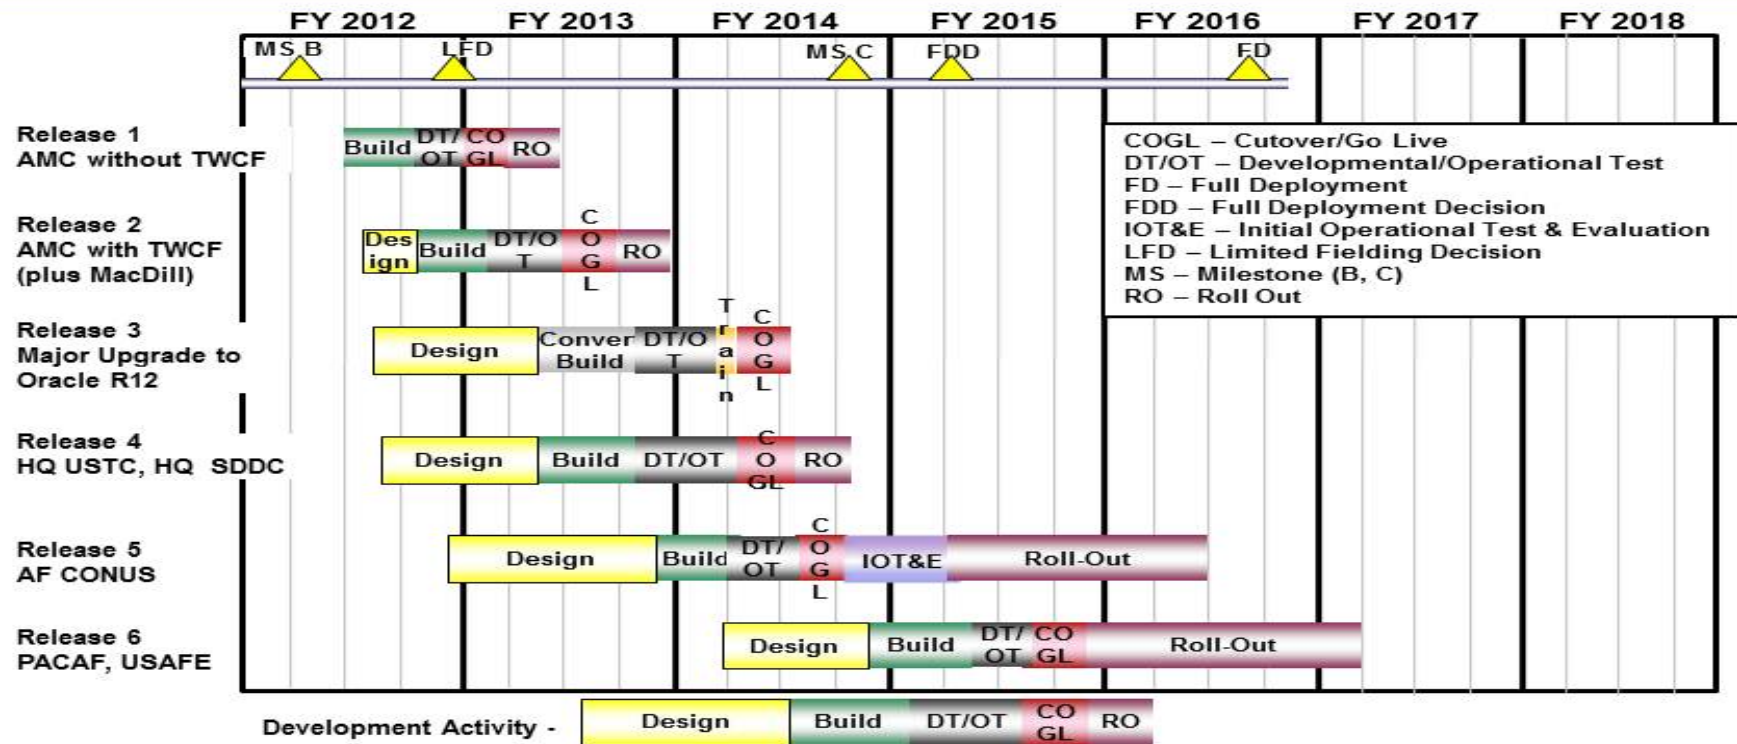 FY 2012 FY 2013 FY 2014 FY 2015 FY 2016 FY 2017 FY 2018
MS B LFD MS C FDD FD
Release 1
AMC without TWCF
Build DT/ OT CO GL RO
COGL – Cutover/Go Live
DT/OT – Developmental/Operational Test
FD – Full Deployment
FDD – Full Deployment Decision
IOT&E – Initial Operational Test & Evaluation
LFD – Limited Fielding Decision
MS – Milestone (B, C)
RO – Roll Out
Release 2
AMC with TWCF
(plus MacDill)
Des ign Build DT/O T C O G L RO
Release 3
Major Upgrade to
Oracle R12
Design Conver Build DT/O T T r a i n C O G L
Release 4
HQ USTC, HQ SDDC
Design Build DT/OT C O GL RO
Release 5
AF CONUS
Design Build DT/ OT C O G L IOT&E Roll-Out
Release 6
PACAF, USAFE
Design Build DT/ OT CO GL Roll-Out
Development Activity - Design Build DT/OT CO GL RO